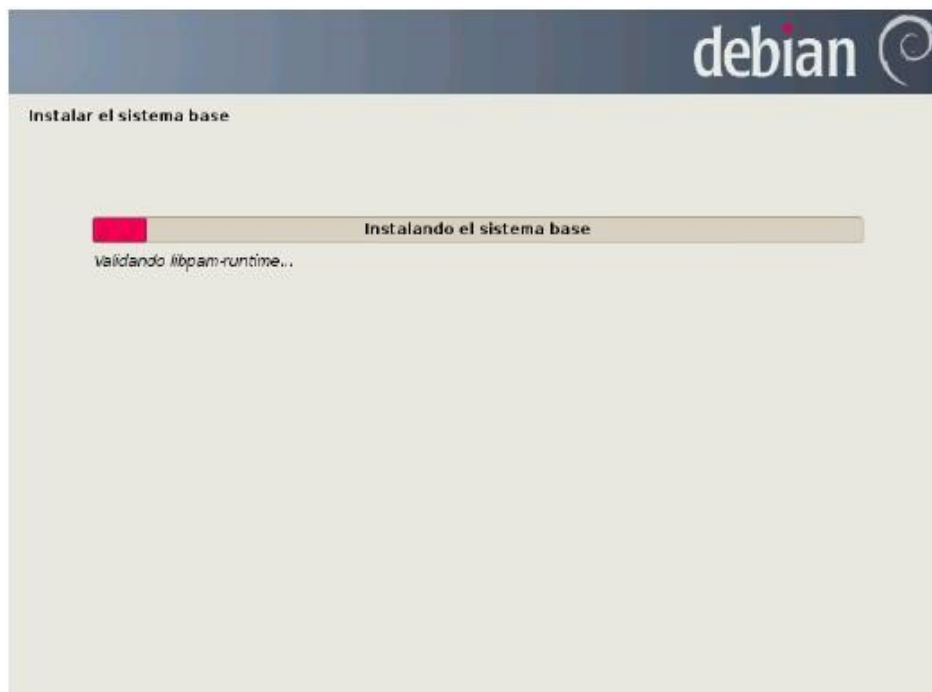 debian
Instalar el sistema base
Instalando el sistema base
Validando libpam-runtime...